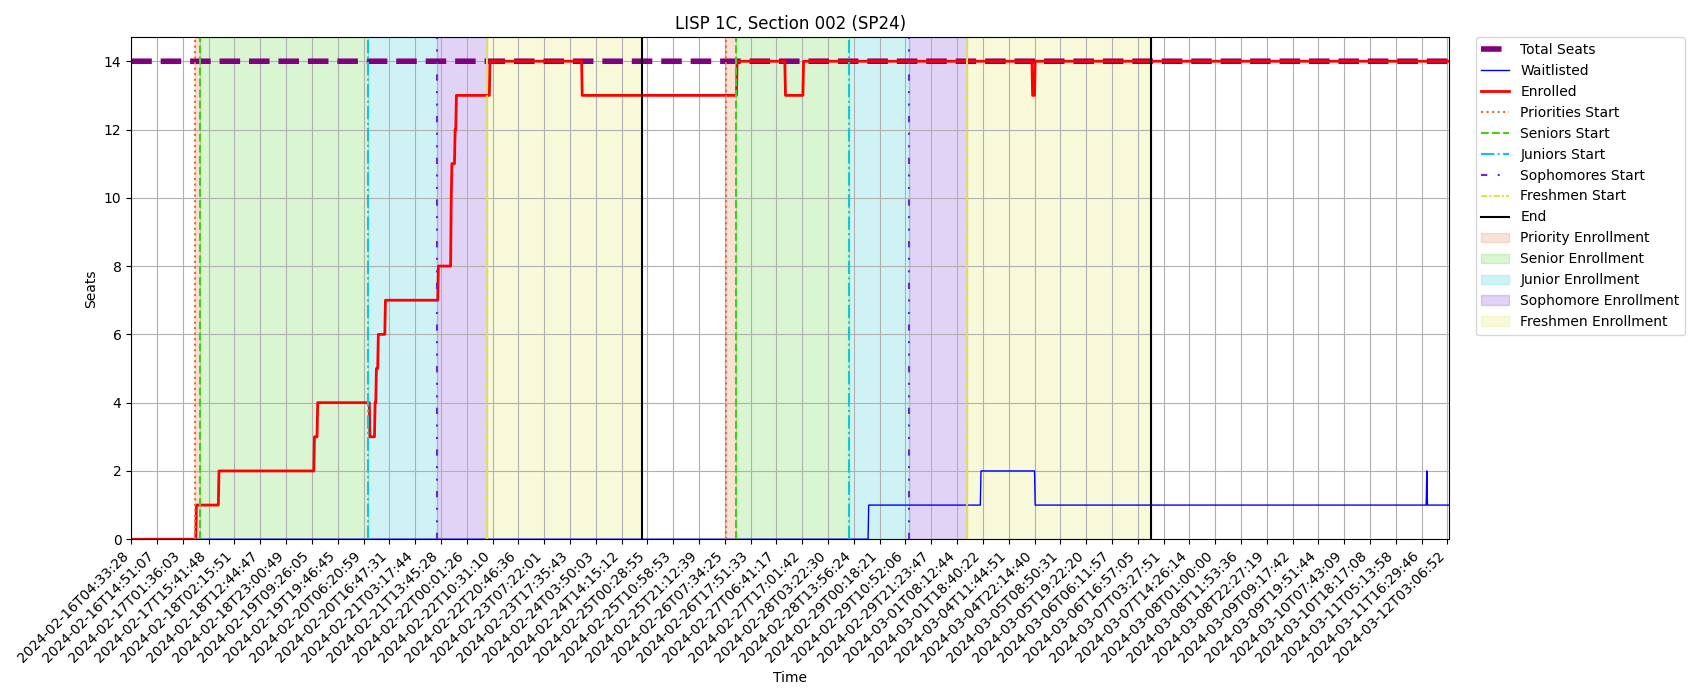 LISP 1C, Section 002 (SP24)
Seats
14
12
10
8
6
4
2
0
2024-02-16T04:33:28
2024-02-16T14:51:07
2024-02-17T01:36:03
2024-02-17T15:41:48
2024-02-18T02:15:51
2024-02-18T12:44:47
2024-02-18T23:00:49
2024-02-19T09:26:05
2024-02-19T19:46:45
2024-02-20T06:20:59
2024-02-20T16:47:31
2024-02-21T03:17:44
2024-02-21T13:45:28
2024-02-22T00:01:26
2024-02-22T10:31:10
2024-02-22T20:46:36
2024-02-23T07:22:01
2024-02-23T17:35:43
2024-02-24T03:50:03
2024-02-24T14:15:12
2024-02-25T00:28:55
2024-02-25T10:58:53
2024-02-25T21:12:39
2024-02-26T07:34:25
2024-02-26T17:51:33
2024-02-27T06:41:17
2024-02-27T17:01:42
2024-02-28T03:22:30
2024-02-28T13:56:24
2024-02-29T00:18:21
2024-02-29T10:52:06
2024-02-29T21:23:47
2024-03-01T08:12:44
2024-03-01T18:40:22
2024-03-04T11:44:51
2024-03-04T22:14:40
2024-03-05T08:50:31
2024-03-05T19:22:20
2024-03-06T06:11:57
2024-03-06T16:57:05
2024-03-07T03:27:51
2024-03-07T14:26:14
2024-03-08T01:00:00
2024-03-08T11:53:36
2024-03-08T22:27:19
2024-03-09T09:17:42
2024-03-09T19:51:44
2024-03-10T07:43:09
2024-03-10T18:17:08
2024-03-11T05:13:58
2024-03-11T16:29:46
2024-03-12T03:06:52
Time
Total Seats
Waitlisted
Enrolled
Priorities Start
Seniors Start
Juniors Start
Sophomores Start
Freshmen Start
End
Priority Enrollment
Senior Enrollment
Junior Enrollment
Sophomore Enrollment
Freshmen Enrollment